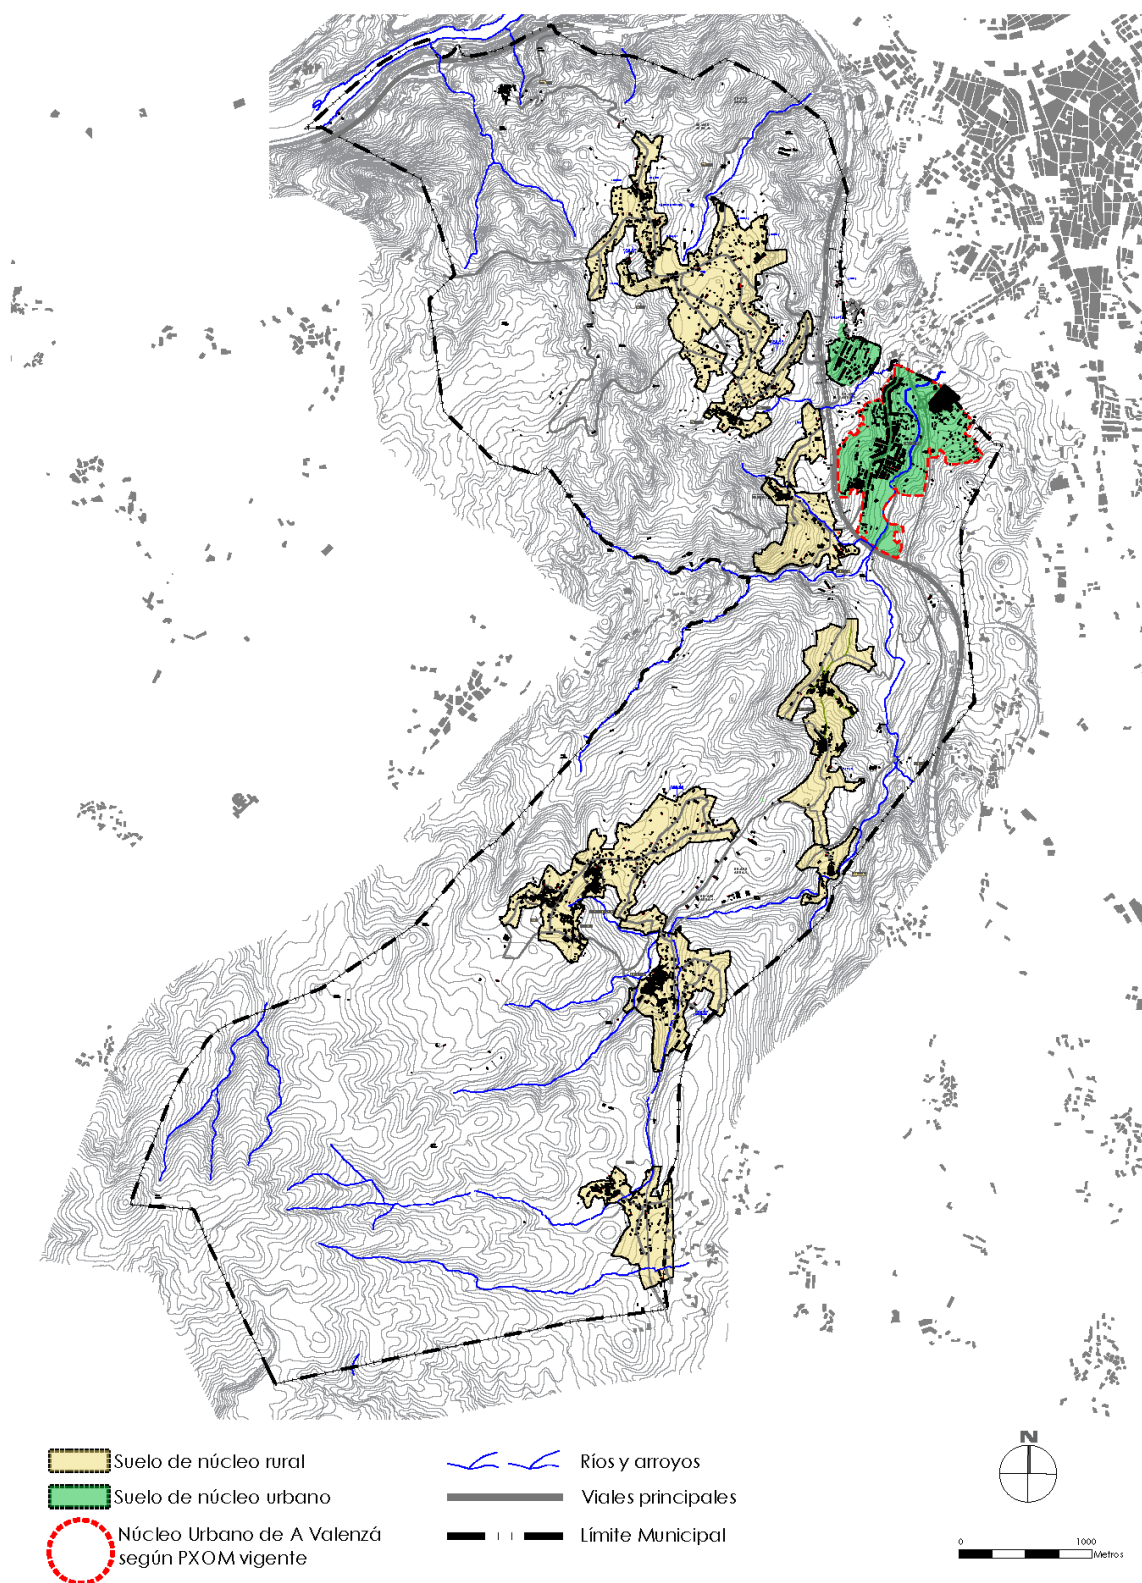 Suelo de núcleo rural
Suelo de núcleo urbano
Núcleo Urbano de A Valenzá
según PXOM vigente
Ríos y arroyos
Viales principales
Límite Municipal
N
0 1000
Metros